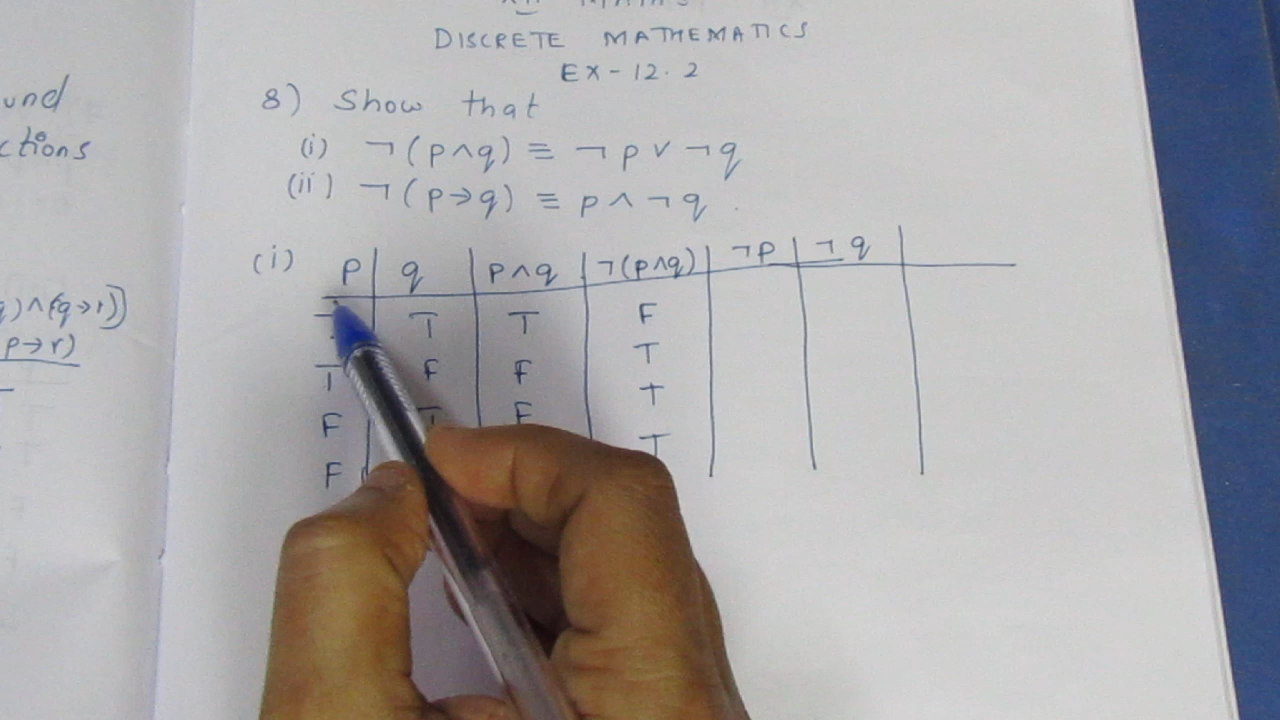 und
ctions
q)∧(q→r)]
p→r)
DISCRETE MATHEMATICS
EX-12.2
8) Show that
(i) ¬(p∧q) ≡ ¬p∨¬q
(ii) ¬(p→q) ≡ p∧¬q.
(i) p q p∧q ¬(p∧q) ¬p ¬q
T T T F
T F F T
F T F T
F T